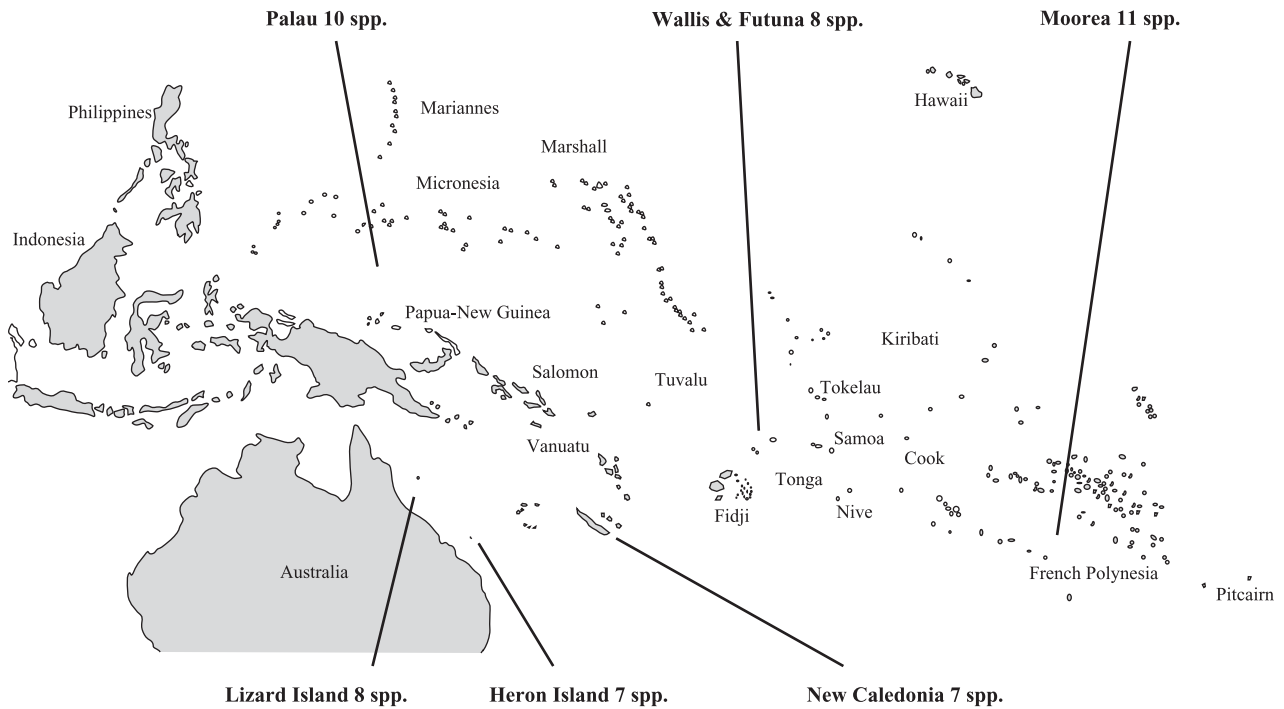 Palau 10 spp.
Wallis & Futuna 8 spp.
Moorea 11 spp.
Hawaii
Philippines
Mariannes
Marshall
Micronesia
Indonesia
Papua-New Guinea
Kiribati
Salomon
Tuvalu
Tokelau
Vanuatu
Samoa
Cook
Tonga
Fidji
Nive
Australia
French Polynesia
Pitcairn
Lizard Island 8 spp.
Heron Island 7 spp.
New Caledonia 7 spp.